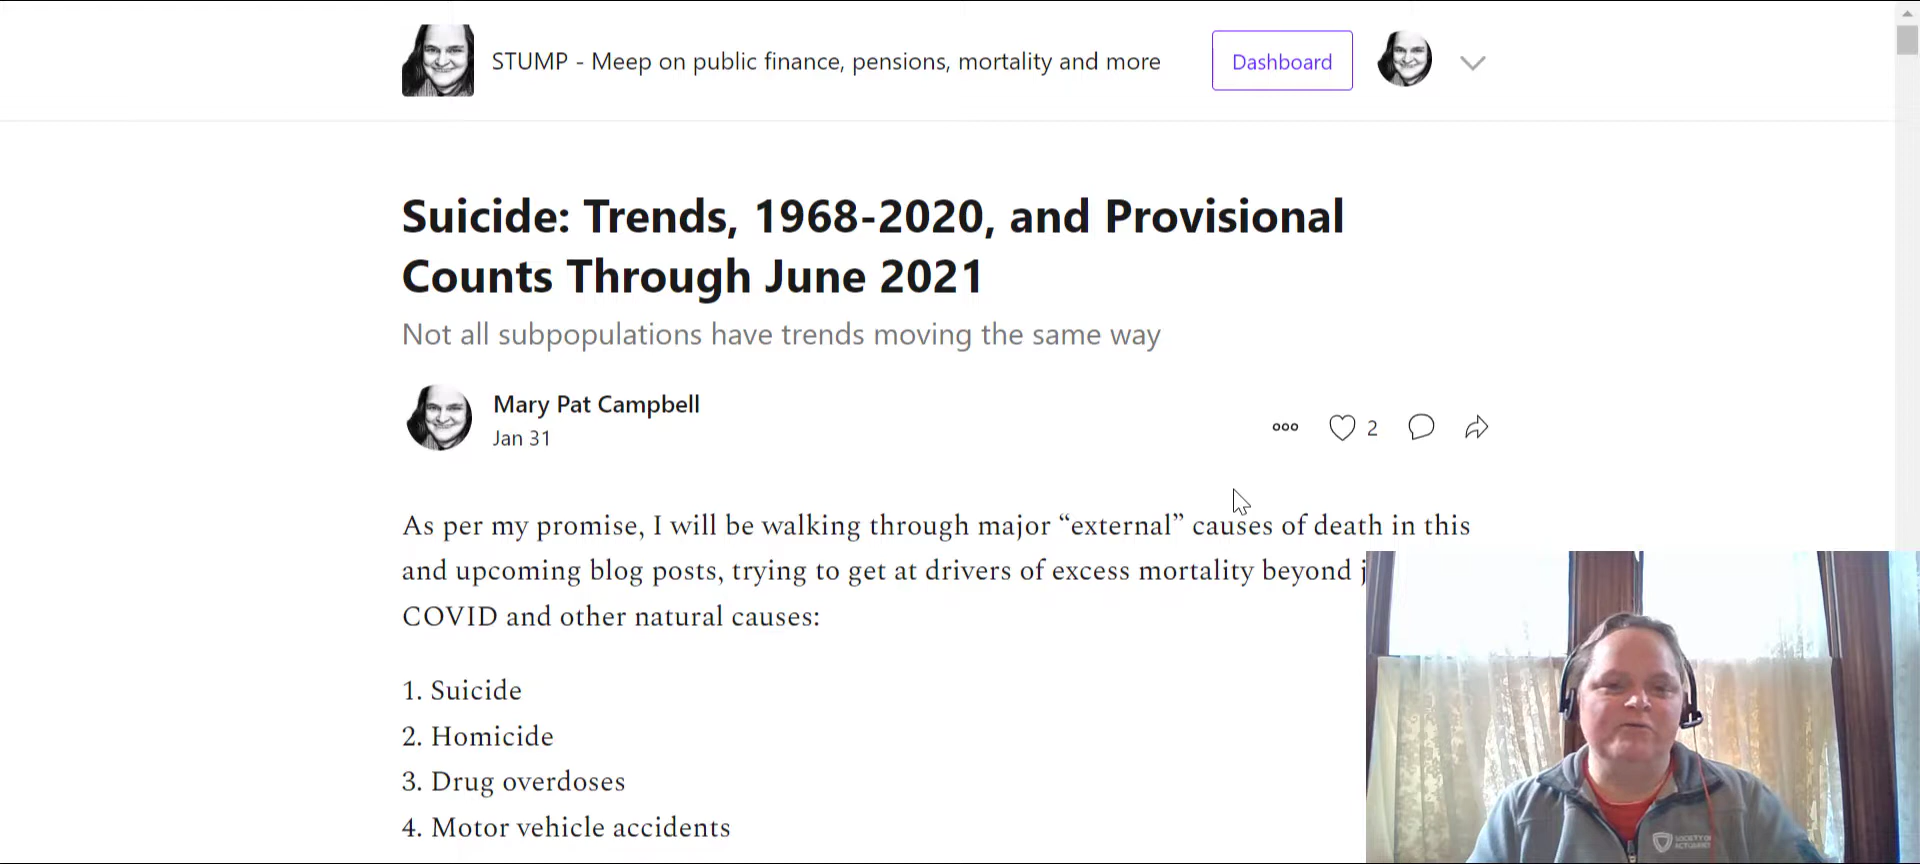 STUMP - Meep on public finance, pensions, mortality and more
Dashboard
Suicide: Trends, 1968-2020, and Provisional
Counts Through June 2021
Not all subpopulations have trends moving the same way
Mary Pat Campbell
Jan 31
2
As per my promise, I will be walking through major “external” causes of death in this
and upcoming blog posts, trying to get at drivers of excess mortality beyond j
COVID and other natural causes:
1. Suicide
2. Homicide
3. Drug overdoses
4. Motor vehicle accidents
SOCIETY OF
ACTUARIES